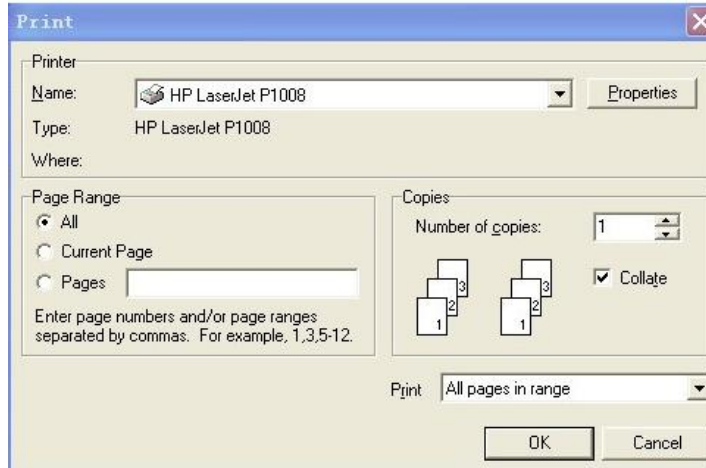 Print
Printer
Name: HP LaserJet P1008 Properties
Type: HP LaserJet P1008
Where:
Page Range
All
Current Page
Pages
Enter page numbers and/or page ranges
separated by commas. For example, 1,3,5-12.
Copies
Number of copies: 1
1 2 3 1 2 3
Collate
Print All pages in range
OK Cancel